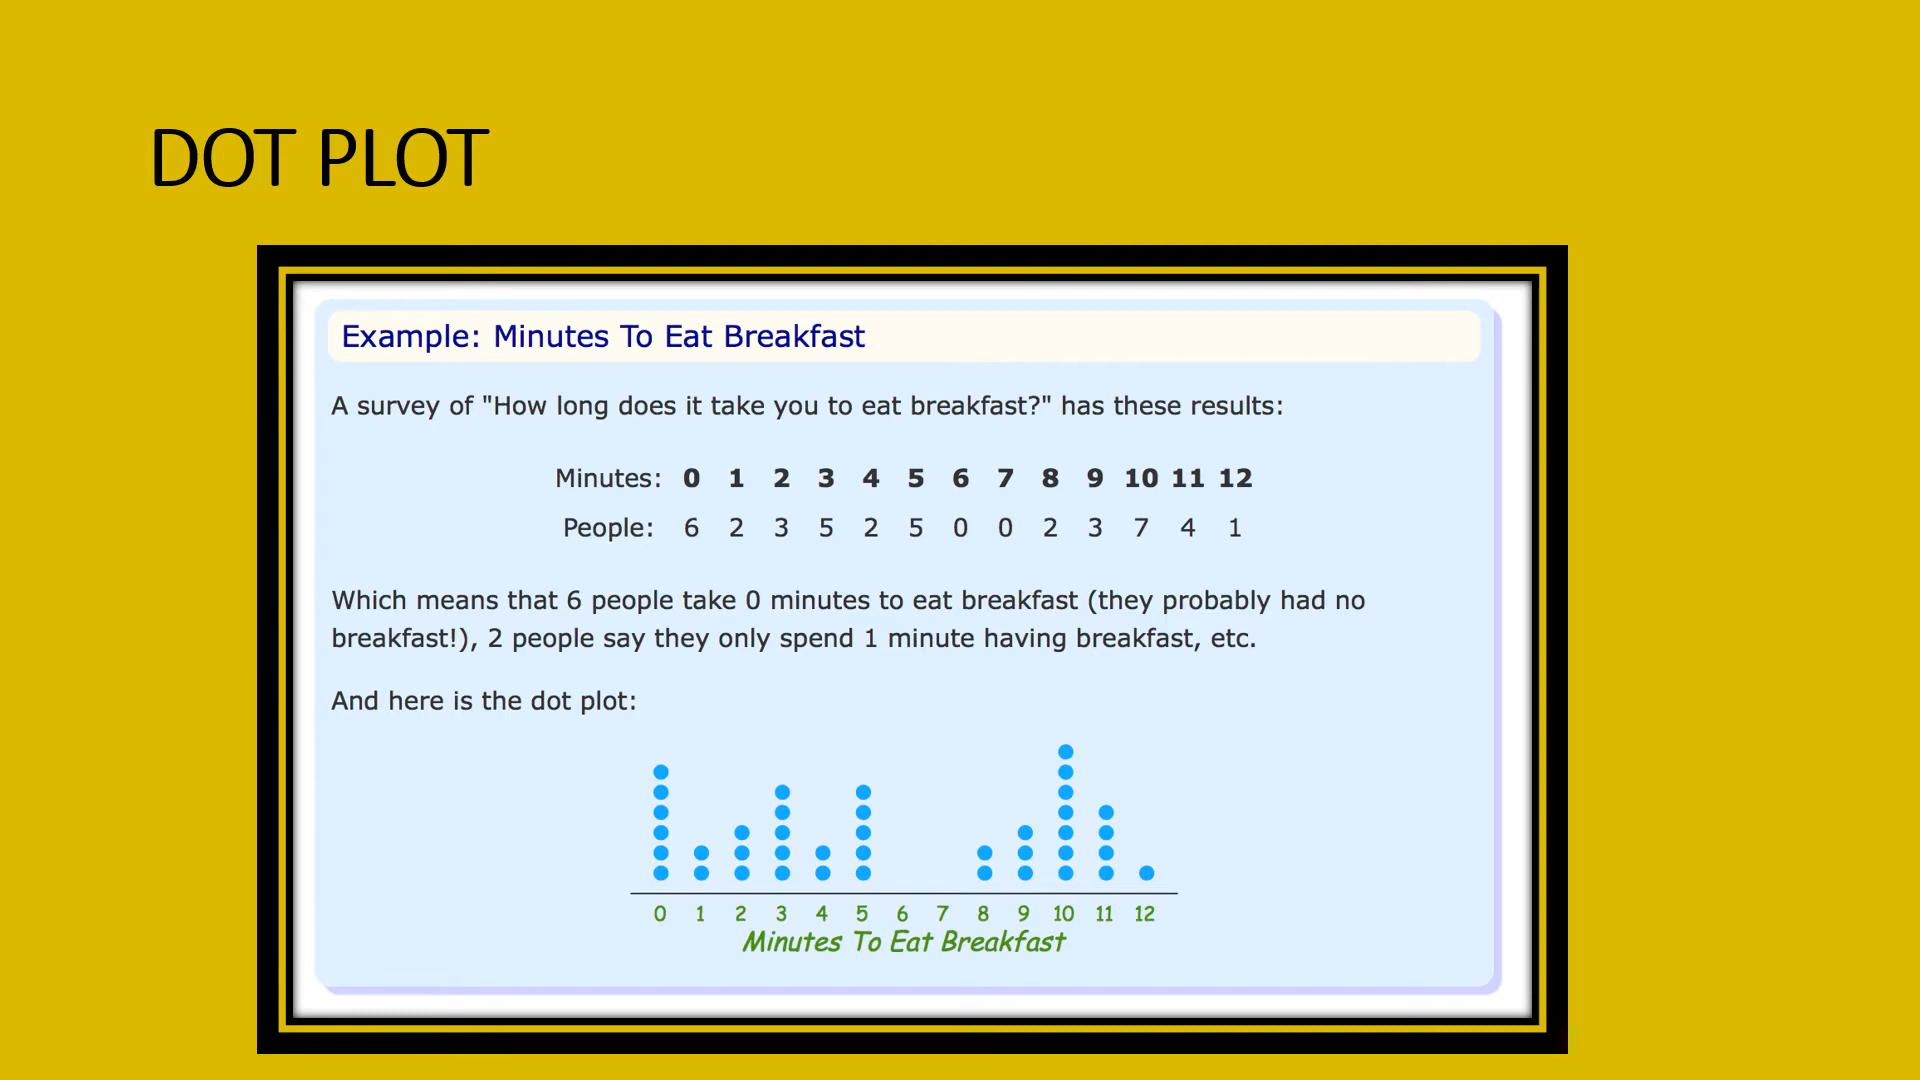 DOT PLOT
Example: Minutes To Eat Breakfast
A survey of "How long does it take you to eat breakfast?" has these results:
Minutes: 0 1 2 3 4 5 6 7 8 9 10 11 12
People: 6 2 3 5 2 5 0 0 2 3 7 4 1
Which means that 6 people take 0 minutes to eat breakfast (they probably had no
breakfast!), 2 people say they only spend 1 minute having breakfast, etc.
And here is the dot plot:
0 1 2 3 4 5 6 7 8 9 10 11 12
Minutes To Eat Breakfast